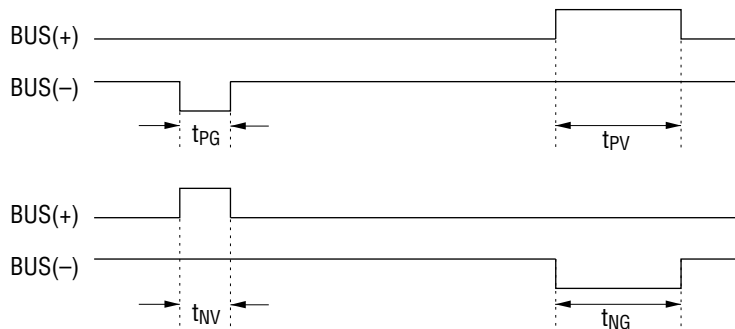 BUS(+)
BUS(–)
tPG
tPV
BUS(+)
BUS(–)
tNV
tNG